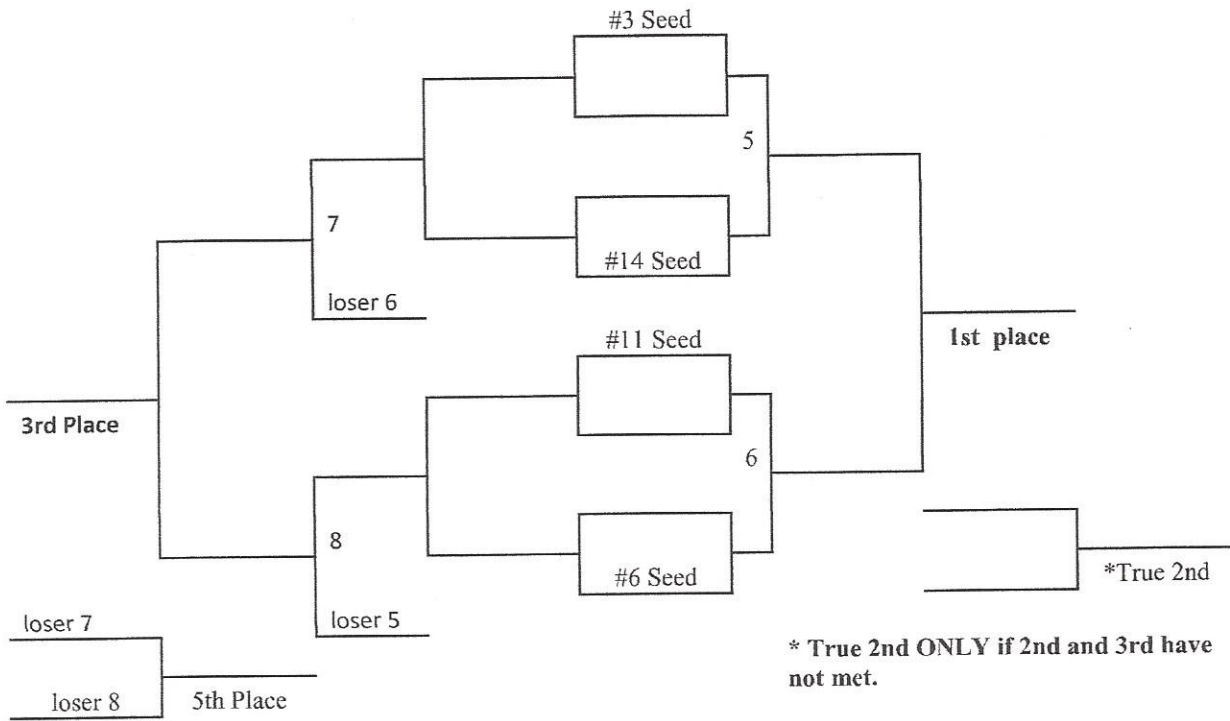 #3 Seed
5
7
#14 Seed
loser 6
#11 Seed
1st place
3rd Place
6
8
#6 Seed
*True 2nd
loser 7
loser 5
* True 2nd ONLY if 2nd and 3rd have
not met.
loser 8
5th Place